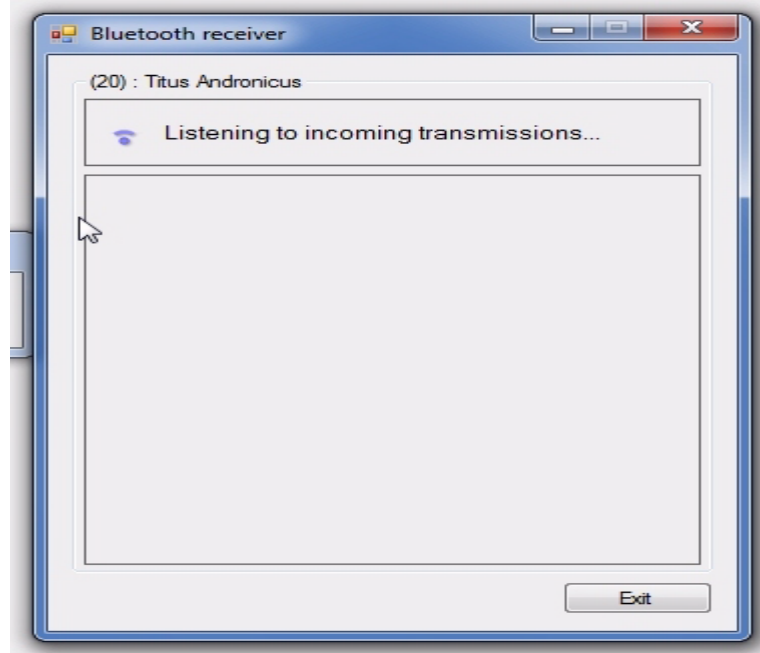 Bluetooth receiver
(20) : Titus Andronicus
Listening to incoming transmissions...
Exit